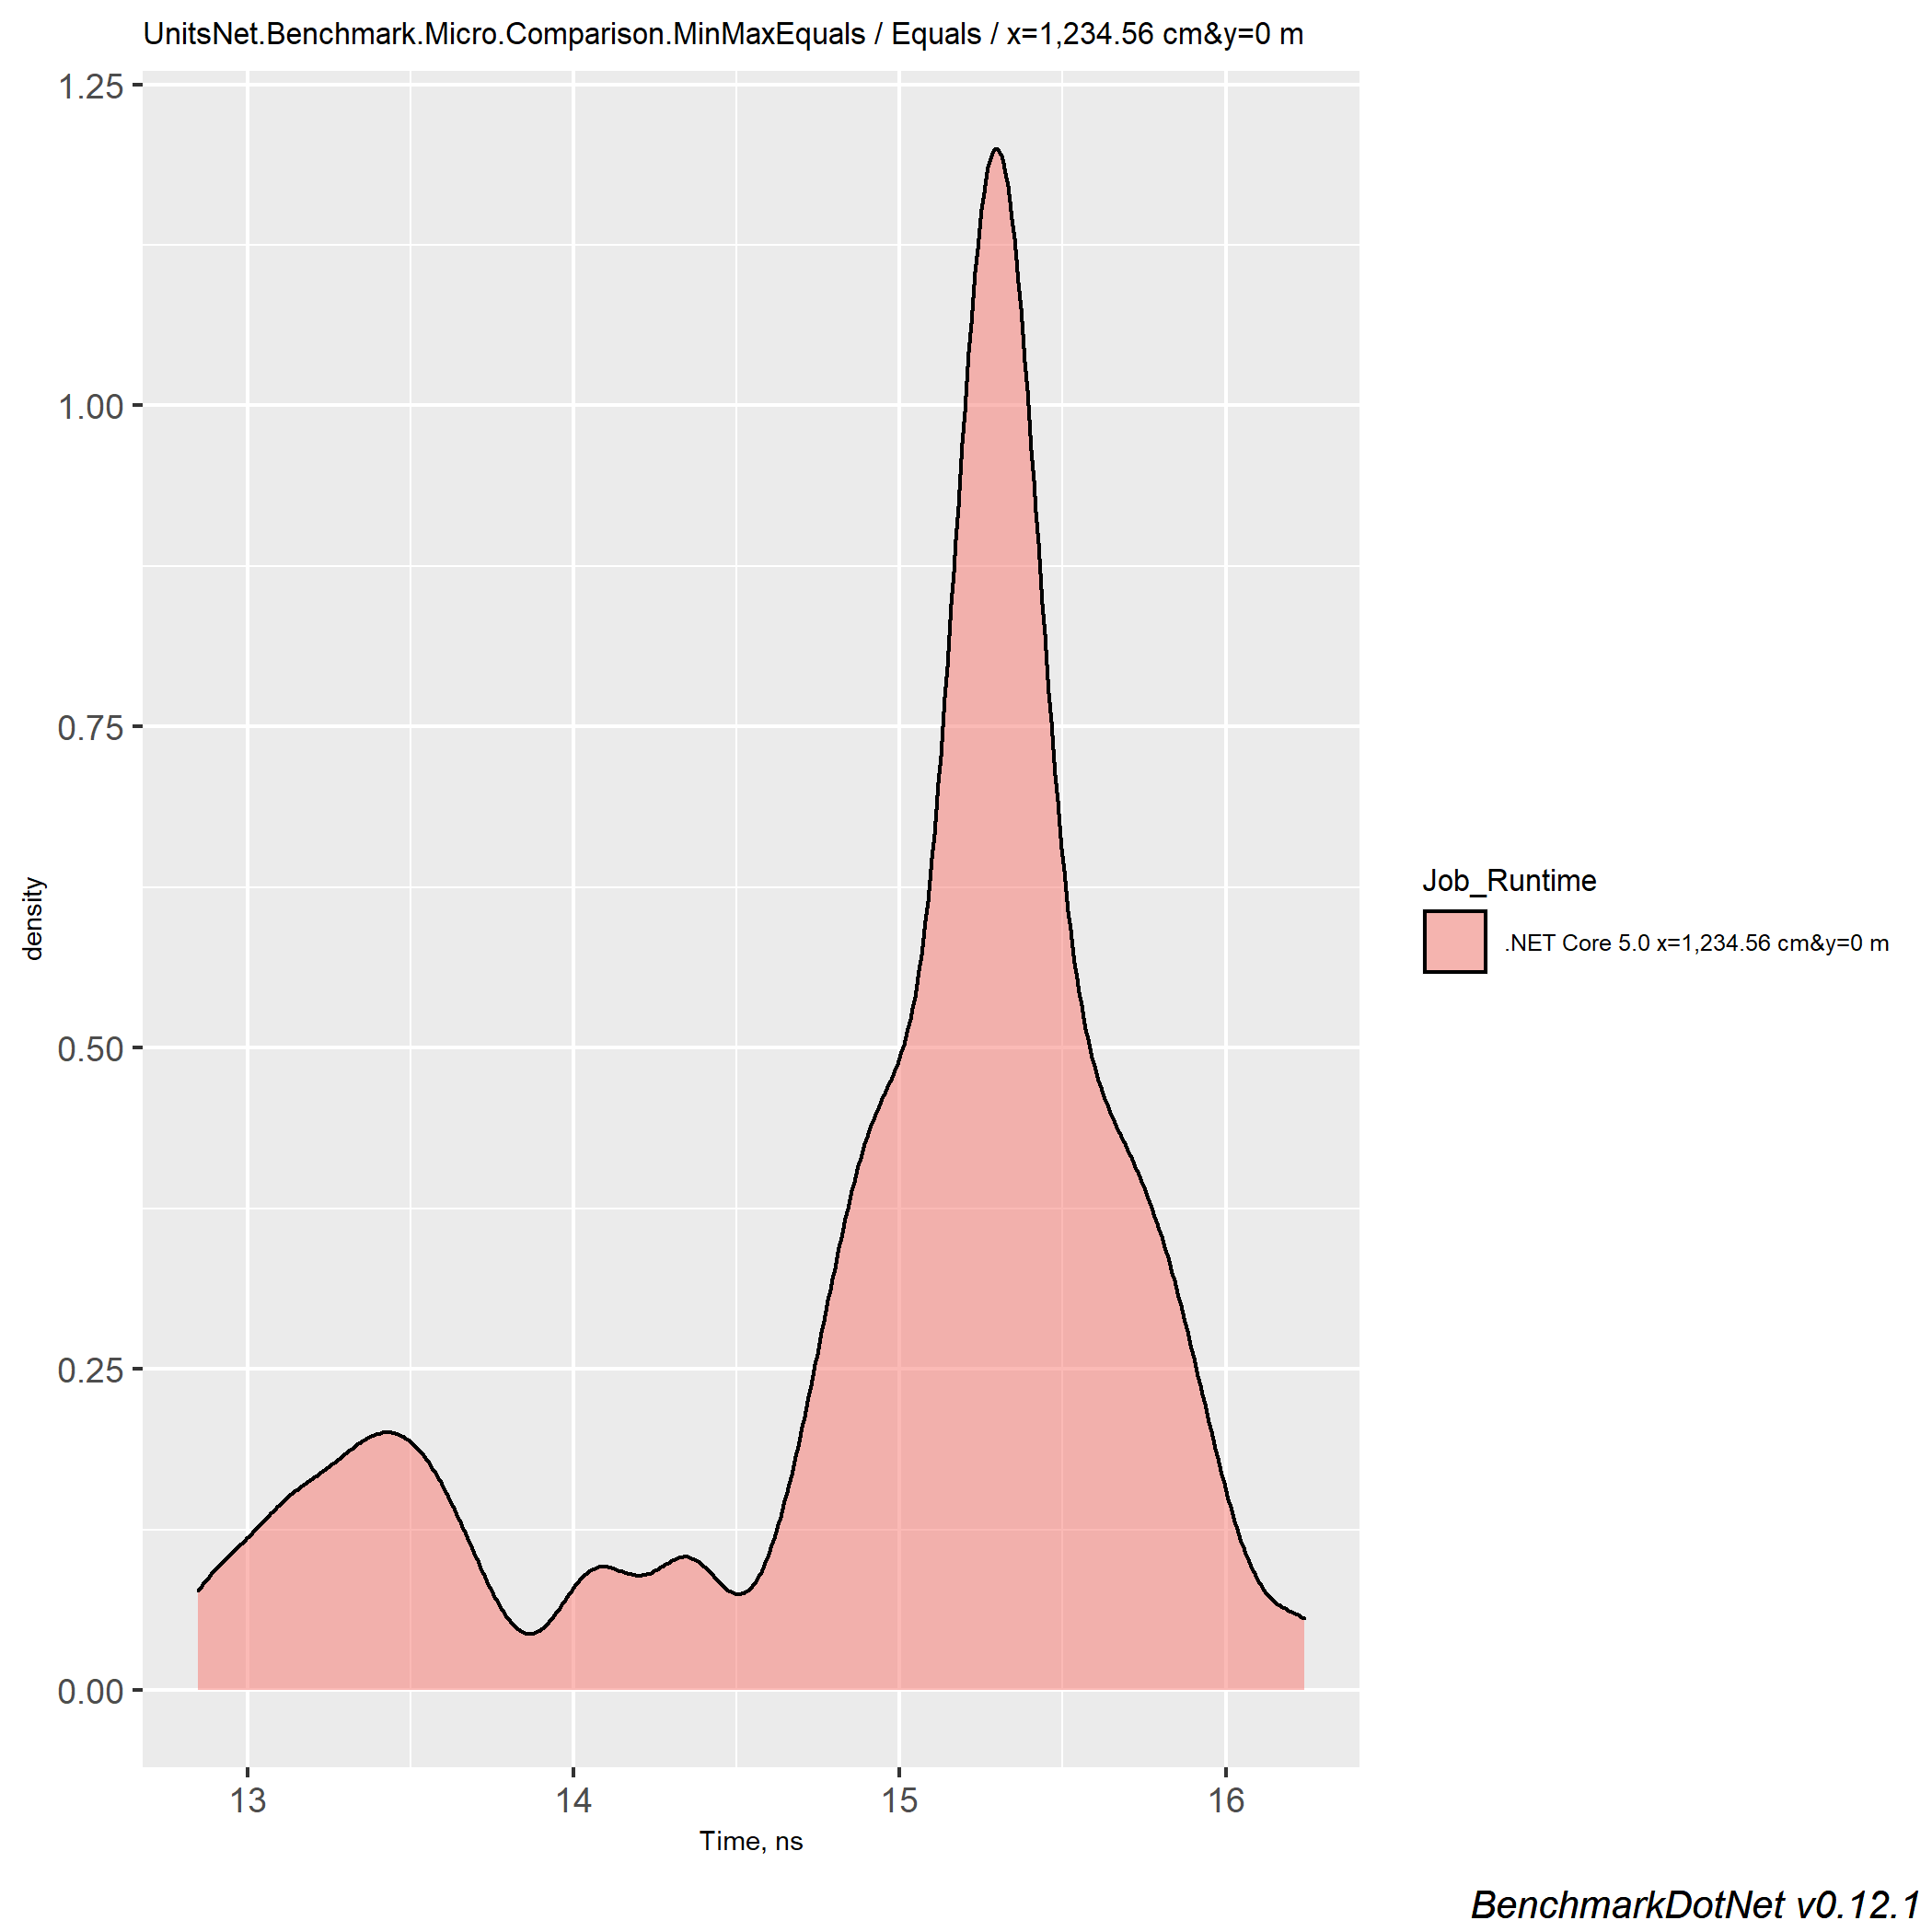 UnitsNet.Benchmark.Micro.Comparison.MinMaxEquals / Equals / x=1,234.56 cm&y=0 m
1.25
1.00
0.75
0.50
0.25
0.00
density
13 14 15 16
Time, ns
Job_Runtime
.NET Core 5.0 x=1,234.56 cm&y=0 m
BenchmarkDotNet v0.12.1